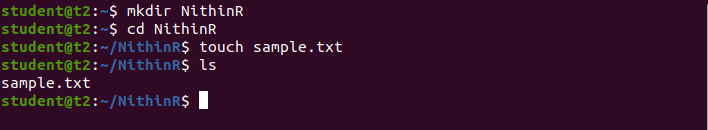 student@t2:~$ mkdir NithinR
student@t2:~$ cd NithinR
student@t2:~/NithinR$ touch sample.txt
student@t2:~/NithinR$ ls
sample.txt
student@t2:~/NithinR$